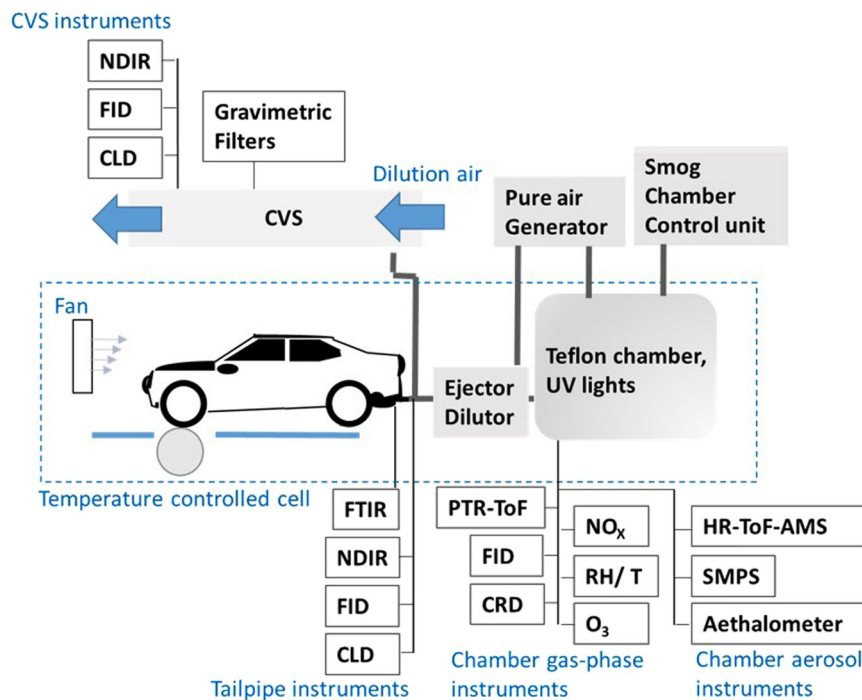 CVS instruments
NDIR
FID
CLD
Gravimetric
Filters
Dilution air
CVS
Pure air
Generator
Smog
Chamber
Control unit
Fan
Teflon chamber,
UV lights
Ejector
Dilutor
Temperature controlled cell
FTIR
NDIR
FID
CLD
Tailpipe instruments
PTR-ToF
FID
CRD
NOₓ
RH/ T
O₃
Chamber gas-phase
instruments
HR-ToF-AMS
SMPS
Aethalometer
Chamber aerosol
instruments